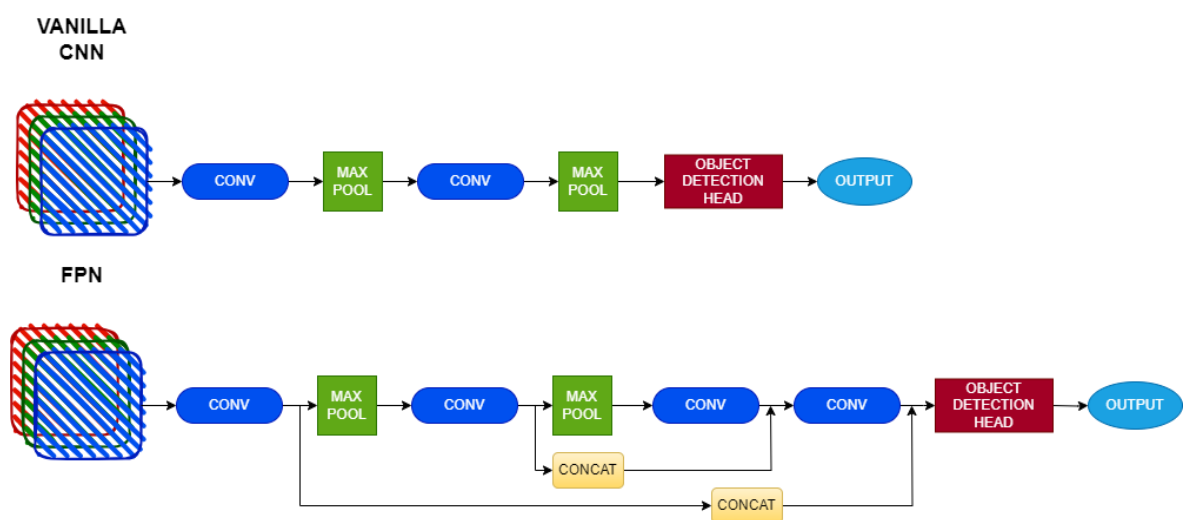 VANILLA
CNN
CONV
MAX
POOL
CONV
MAX
POOL
OBJECT
DETECTION
HEAD
OUTPUT
FPN
CONV
MAX
POOL
CONV
MAX
POOL
CONV
CONV
OBJECT
DETECTION
HEAD
OUTPUT
CONCAT
CONCAT